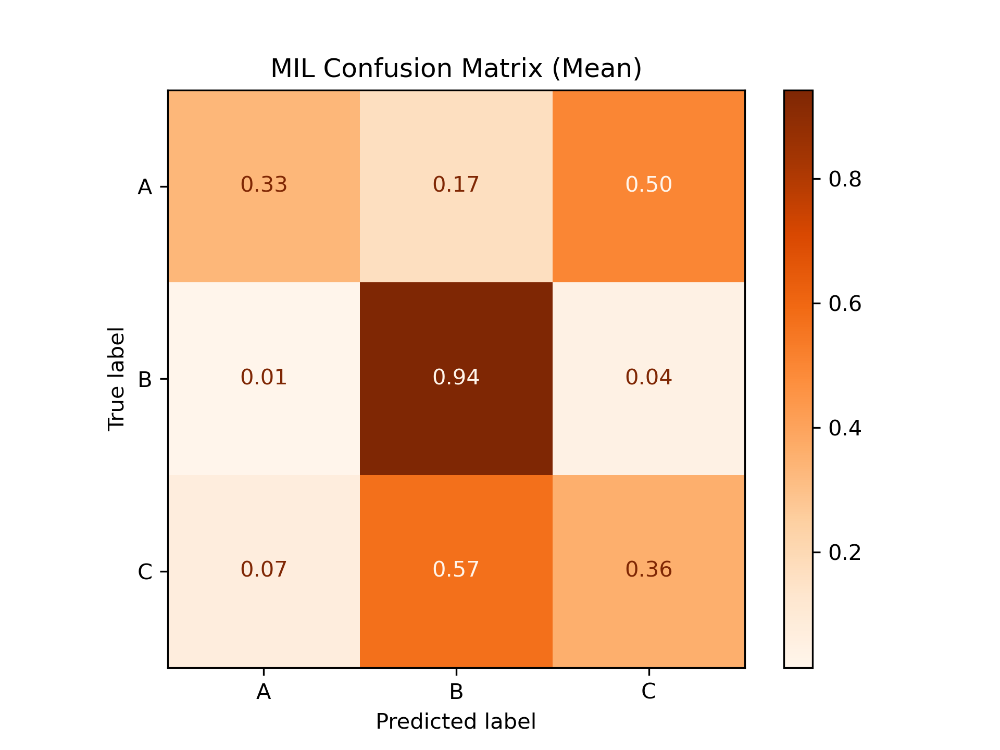 MIL Confusion Matrix (Mean)
A 0.33 0.17 0.50
B 0.01 0.94 0.04
C 0.07 0.57 0.36
A B C
Predicted label
True label
0.8
0.6
0.4
0.2